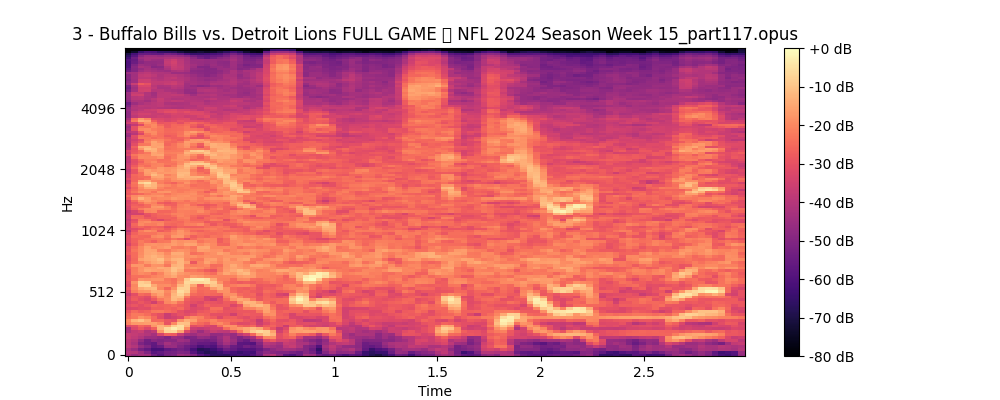 3 - Buffalo Bills vs. Detroit Lions FULL GAME ▯ NFL 2024 Season Week 15_part117.opus
+0 dB
-10 dB
-20 dB
-30 dB
-40 dB
-50 dB
-60 dB
-70 dB
-80 dB
4096
2048
1024
512
0
Hz
0 0.5 1 1.5 2 2.5
Time